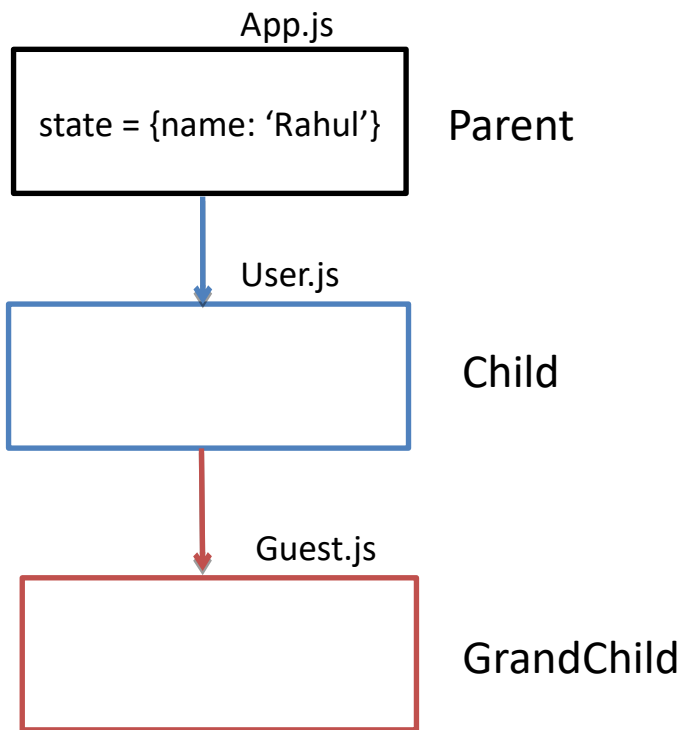 App.js
state = {name: ‘Rahul’}
Parent
User.js
Child
Guest.js
GrandChild